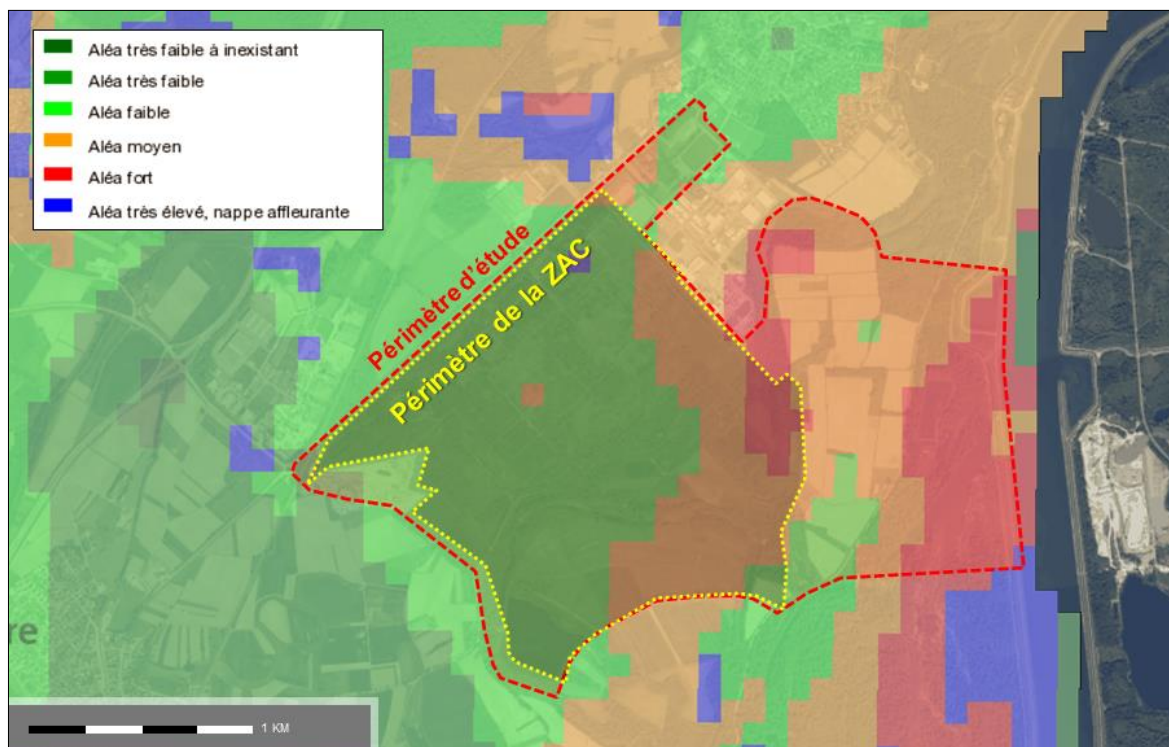 Aléa très faible à inexistant
Aléa très faible
Aléa faible
Aléa moyen
Aléa fort
Aléa très élevé, nappe affleurante
Périmètre d'étude
Périmètre de la ZAC
re
1 KM